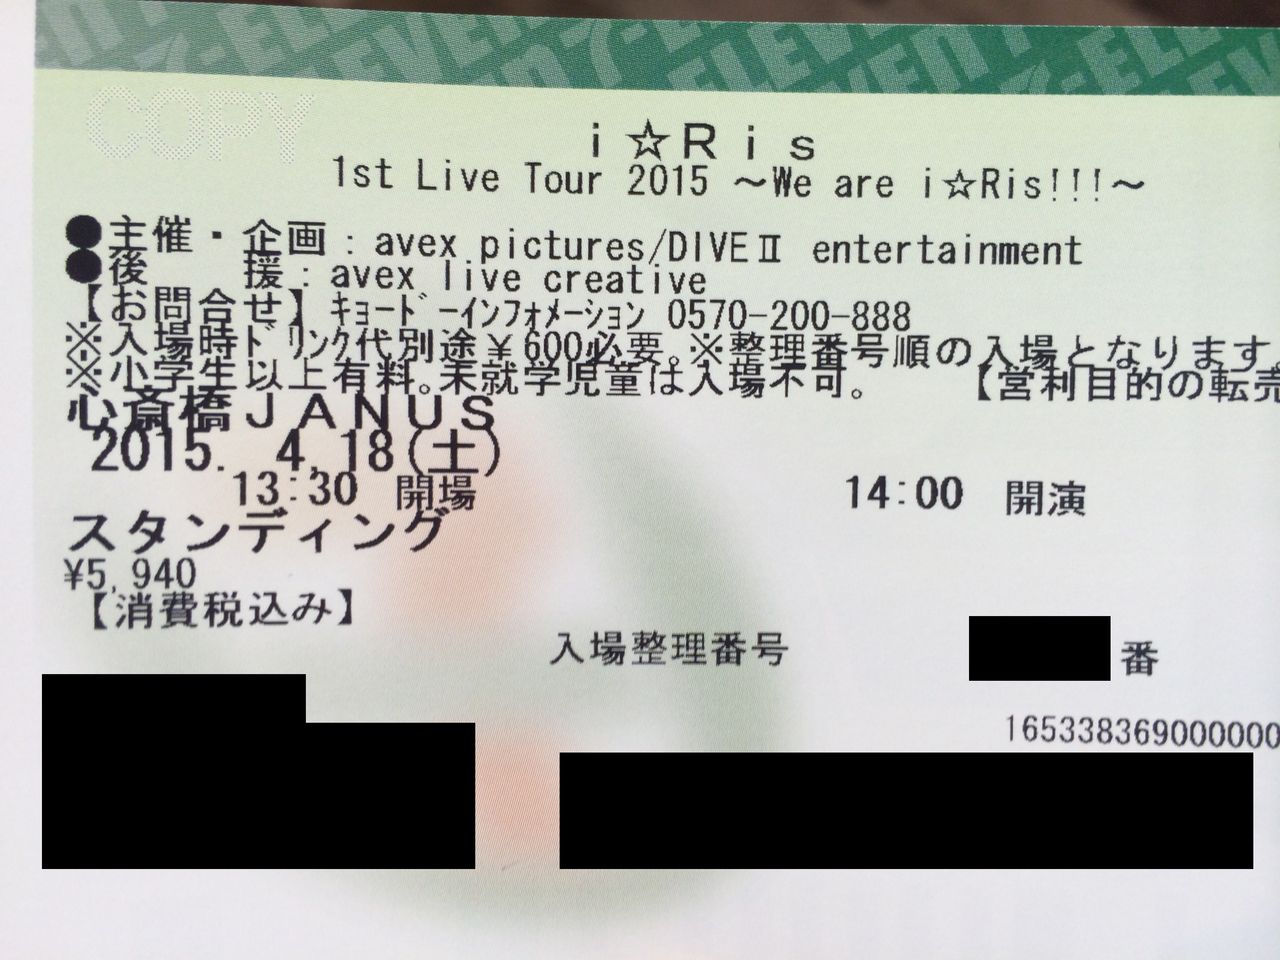 7-ELEVEN
COPY
i☆Ris
1st Live Tour 2015 ～We are i☆Ris!!!～
●主催・企画：avex pictures/DIVEⅡ entertainment
●後　　援：avex live creative
【お問合せ】ｷｮｰﾄﾞｰｲﾝﾌｫﾒｰｼｮﾝ 0570-200-888
※入場時ﾄﾞﾘﾝｸ代別途￥600必要。※整理番号順の入場となります。
※小学生以上有料。未就学児童は入場不可。　　【営利目的の転売
心斎橋ＪＡＮＵＳ
2015. 4.18(土)
13:30 開場　　14:00 開演
スタンディング
¥5,940
【消費税込み】
入場整理番号　　番
165338369000000